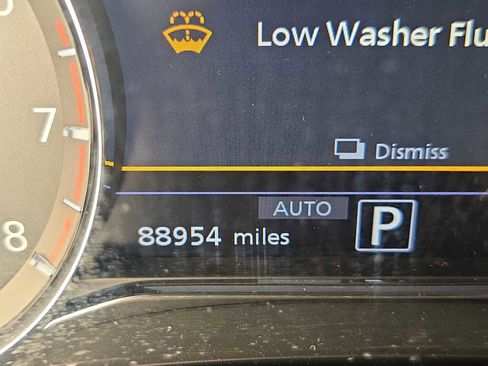 Low Washer Flu
7
Dismiss
AUTO
P
8
88954 miles